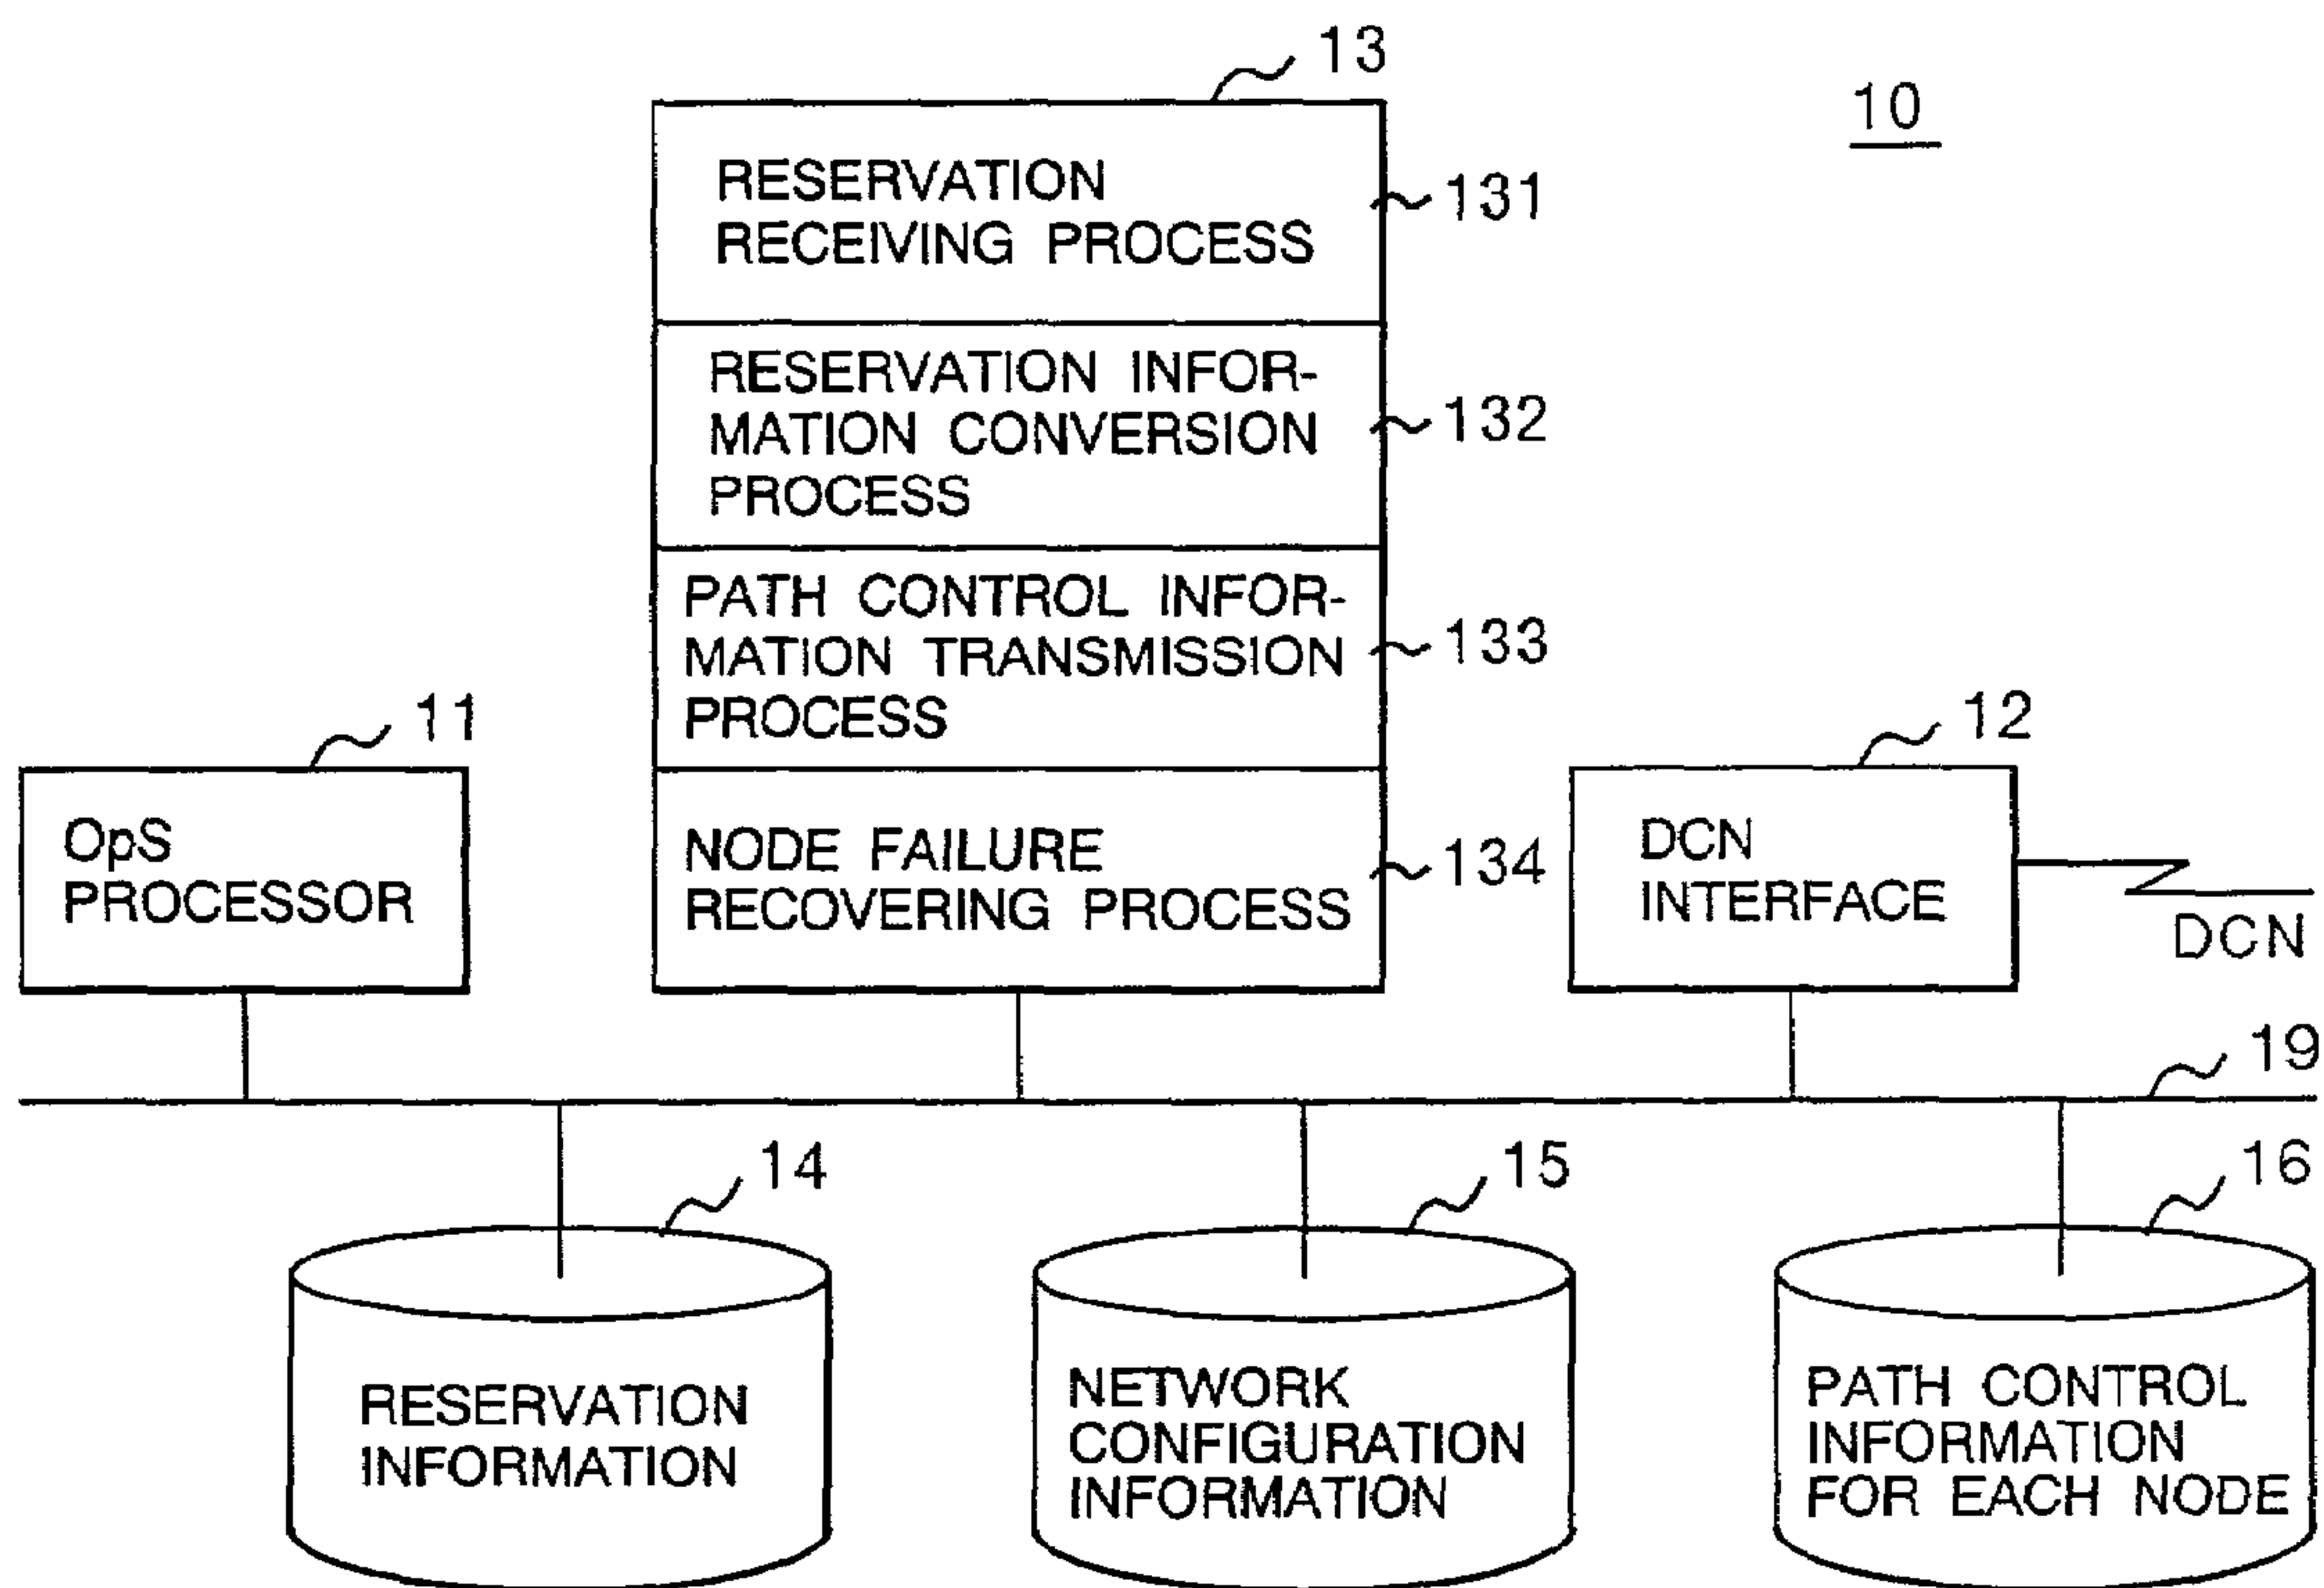 13
10
RESERVATION
RECEIVING PROCESS
131
RESERVATION INFOR-
MATION CONVERSION
PROCESS
132
PATH CONTROL INFOR-
MATION TRANSMISSION
PROCESS
133
11
12
OpS
PROCESSOR
NODE FAILURE
RECOVERING PROCESS
134
DCN
INTERFACE
DCN
19
14
15
16
RESERVATION
INFORMATION
NETWORK
CONFIGURATION
INFORMATION
PATH CONTROL
INFORMATION
FOR EACH NODE